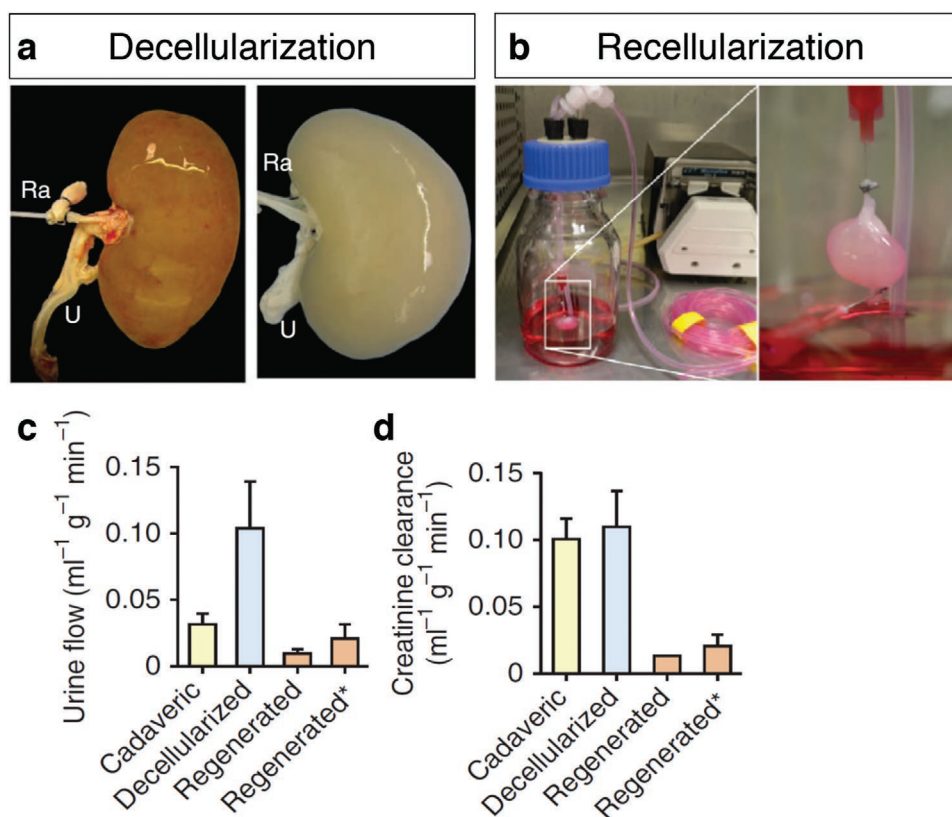 a Decellularization
b Recellularization
Ra
U
Ra
U
c
Urine flow (ml⁻¹ g⁻¹ min⁻¹)
0.15
0.10
0.05
0
Cadaveric
Decellularized
Regenerated
Regenerated*
d
Creatinine clearance
(ml⁻¹ g⁻¹ min⁻¹)
0.15
0.10
0.05
0
Cadaveric
Decellularized
Regenerated
Regenerated*